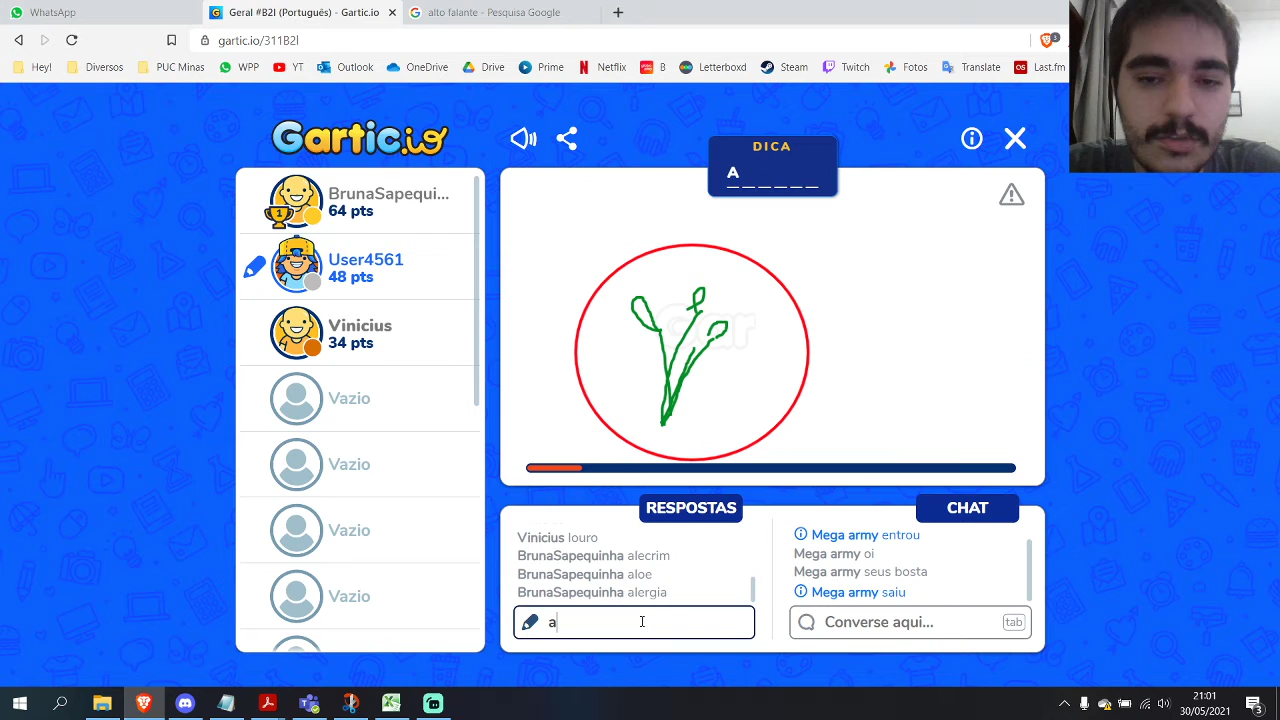 WhatsApp
Geral #B2l (Português) - Gartic.io
alto falante - Pesquisa Google
gartic.io/311B2l
Hey!
Diversos
PUC Minas
WPP
YT
Outlook
OneDrive
Drive
Prime
Netflix
B
Letterboxd
Steam
Twitch
Fotos
Translate
Last.fm
Gartic.io
DICA
A _ _ _ _ _
BrunaSapequi...
64 pts
User4561
48 pts
Vinicius
34 pts
Vazio
Vazio
Vazio
Vazio
Gar
RESPOSTAS
Vinicius louro
BrunaSapequinha alecrim
BrunaSapequinha aloe
BrunaSapequinha alergia
a
CHAT
Mega army entrou
Mega army oi
Mega army seus bosta
Mega army saiu
Converse aqui...
tab
21:01
30/05/2021